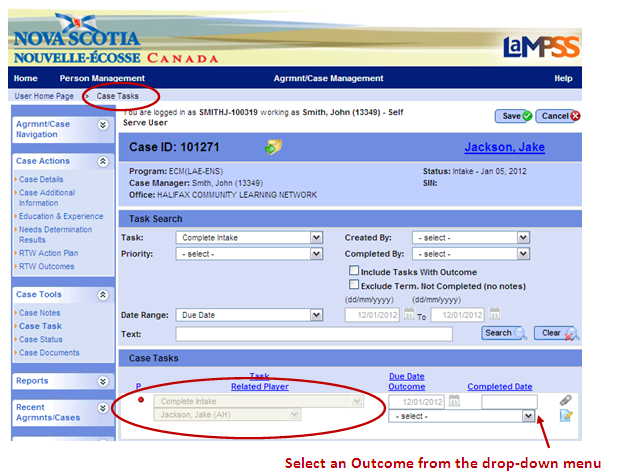 NOVA SCOTIA
NOUVELLE-ÉCOSSE CANADA
LaMPSS
Home Person Management Agrmnt/Case Management Help
User Home Page » Case Tasks
You are logged in as SMITHJ-100319 working as Smith, John (13349) - Self Serve User
Save Cancel
Agrmnt/Case Navigation
Case ID: 101271 Jackson, Jake
Case Actions
Case Details
Case Additional Information
Education & Experience
Needs Determination Results
RTW Action Plan
RTW Outcomes
Program: ECM(LAE-ENS) Status: Intake - Jan 05, 2012
Case Manager: Smith, John (13349) SIN:
Office: HALIFAX COMMUNITY LEARNING NETWORK
Task Search
Task: Complete Intake Created By: - select -
Priority: - select - Completed By: - select -
Include Tasks With Outcome
Exclude Term. Not Completed (no notes)
(dd/mm/yyyy) (dd/mm/yyyy)
Date Range: Due Date 12/01/2012 To 12/01/2012
Text: Search Clear
Case Tools
Case Notes
Case Task
Case Status
Case Documents
Reports
Recent Agrmnts/Cases
Case Tasks
Task Due Date
P Related Player Outcome Completed Date
Complete Intake 12/01/2012
Jackson, Jake (AH) - select -
Select an Outcome from the drop-down menu